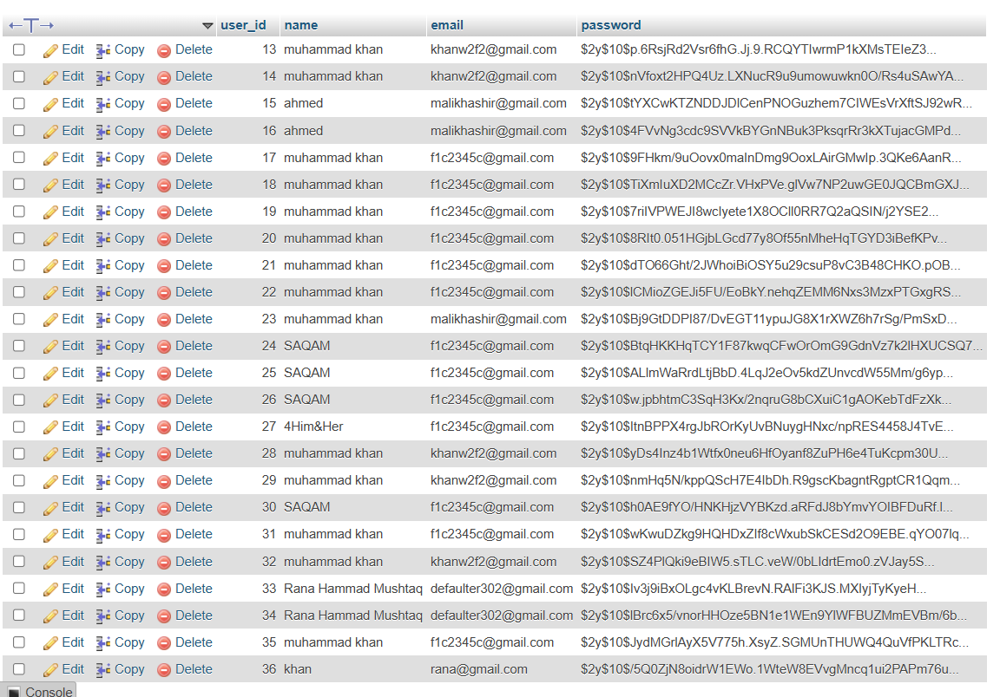 user_id name email password
Edit Copy Delete 13 muhammad khan khanw2f2@gmail.com $2y$10$p.6RsjRd2Vsr6fhG.Jj.9.RCQYTIwrmP1kXMsTEIeZ3...
Edit Copy Delete 14 muhammad khan khanw2f2@gmail.com $2y$10$nVfoxt2HPQ4Uz.LXNucR9u9umowuwkn0O/Rs4uSAwYA...
Edit Copy Delete 15 ahmed malikhashir@gmail.com $2y$10$tYXCwKTZNDDJDlCenPNOGuzhem7CIWEsVrXftSJ92wR...
Edit Copy Delete 16 ahmed malikhashir@gmail.com $2y$10$4FVvNg3cdc9SVVkBYGnNBuk3PksqrRr3kXTujacGMPd...
Edit Copy Delete 17 muhammad khan f1c2345c@gmail.com $2y$10$9FHkm/9uOovx0maInDmg9OoxLAirGMwIp.3QKe6AanR...
Edit Copy Delete 18 muhammad khan f1c2345c@gmail.com $2y$10$TiXmIuXD2MCcZr.VHxPVe.glVw7NP2uwGE0JQCBmGXJ...
Edit Copy Delete 19 muhammad khan f1c2345c@gmail.com $2y$10$7riIVPWEJI8wcIyete1X8OCll0RR7Q2aQSIN/j2YSE2...
Edit Copy Delete 20 muhammad khan f1c2345c@gmail.com $2y$10$8RIt0.051HGjbLGcd77y8Of55nMheHqTGYD3iBefKPv...
Edit Copy Delete 21 muhammad khan f1c2345c@gmail.com $2y$10$dTO66Ght/2JWhoiBiOSY5u29csuP8vC3B48CHKO.pOB...
Edit Copy Delete 22 muhammad khan f1c2345c@gmail.com $2y$10$lCMioZGEJi5FU/EoBkY.nehqZEMM6Nxs3MzxPTGxgRS...
Edit Copy Delete 23 muhammad khan malikhashir@gmail.com $2y$10$Bj9GtDDPI87/DvEGT11ypuJG8X1rXWZ6h7rSg/PmSxD...
Edit Copy Delete 24 SAQAM f1c2345c@gmail.com $2y$10$BtqHKKHqTCY1F87kwqCFwOrOmG9GdnVz7k2lHXUCSQ7...
Edit Copy Delete 25 SAQAM f1c2345c@gmail.com $2y$10$ALImWaRrdLtjBbD.4LqJ2eOv5kdZUnvcdW55Mm/g6yp...
Edit Copy Delete 26 SAQAM f1c2345c@gmail.com $2y$10$w.jpbhtmC3SqH3Kx/2nqruG8bCXuiC1gAOKebTdFzXk...
Edit Copy Delete 27 4Him&Her f1c2345c@gmail.com $2y$10$ItnBPPX4rgJbROrKyUvBNuygHNxc/npRES4458J4TvE...
Edit Copy Delete 28 muhammad khan khanw2f2@gmail.com $2y$10$yDs4Inz4b1Wtfx0neu6HfOyanf8ZuPH6e4TuKcpm30U...
Edit Copy Delete 29 muhammad khan khanw2f2@gmail.com $2y$10$nmHq5N/kppQScH7E4IbDh.R9gscKbagntRgptCR1Qqm...
Edit Copy Delete 30 SAQAM f1c2345c@gmail.com $2y$10$h0AE9fYO/HNKHjzVYBKzd.aRFdJ8bYmvYOIBFDuRf.l...
Edit Copy Delete 31 muhammad khan f1c2345c@gmail.com $2y$10$wKwuDZkg9HQHDxZIf8cWxubSkCESd2O9EBE.qYO07lq...
Edit Copy Delete 32 muhammad khan khanw2f2@gmail.com $2y$10$SZ4PlQki9eBIW5.sTLC.veW/0bLIdrtEmo0.zVJay5S...
Edit Copy Delete 33 Rana Hammad Mushtaq defaulter302@gmail.com $2y$10$Iv3j9iBxOLgc4vKLBrevN.RAlFi3KJS.MXIyjTyKyeH...
Edit Copy Delete 34 Rana Hammad Mushtaq defaulter302@gmail.com $2y$10$lBrc6x5/vnorHHOze5BN1e1WEn9YlWFBUZMmEVBm/6b...
Edit Copy Delete 35 muhammad khan f1c2345c@gmail.com $2y$10$JydMGrlAyX5V775h.XsyZ.SGMUnTHUWQ4QuVfPKLTRc...
Edit Copy Delete 36 khan rana@gmail.com $2y$10$/5Q0ZjN8oidrW1EWo.1WteW8EVvgMncq1ui2PAPm76u...
Console